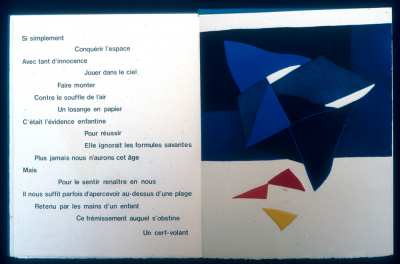 Si simplement
Conquérir l'espace
Avec tant d'innocence
Jouer dans le ciel
Faire monter
Contre le souffle de l'air
Un losange en papier
C'était l'évidence enfantine
Pour réussir
Elle ignorait les formules savantes
Plus jamais nous n'aurons cet âge
Mais
Pour le sentir renaître en nous
Il nous suffit parfois d'apercevoir au-dessus d'une plage
Retenu par les mains d'un enfant
Ce frémissement auquel s'obstine
Un cerf-volant